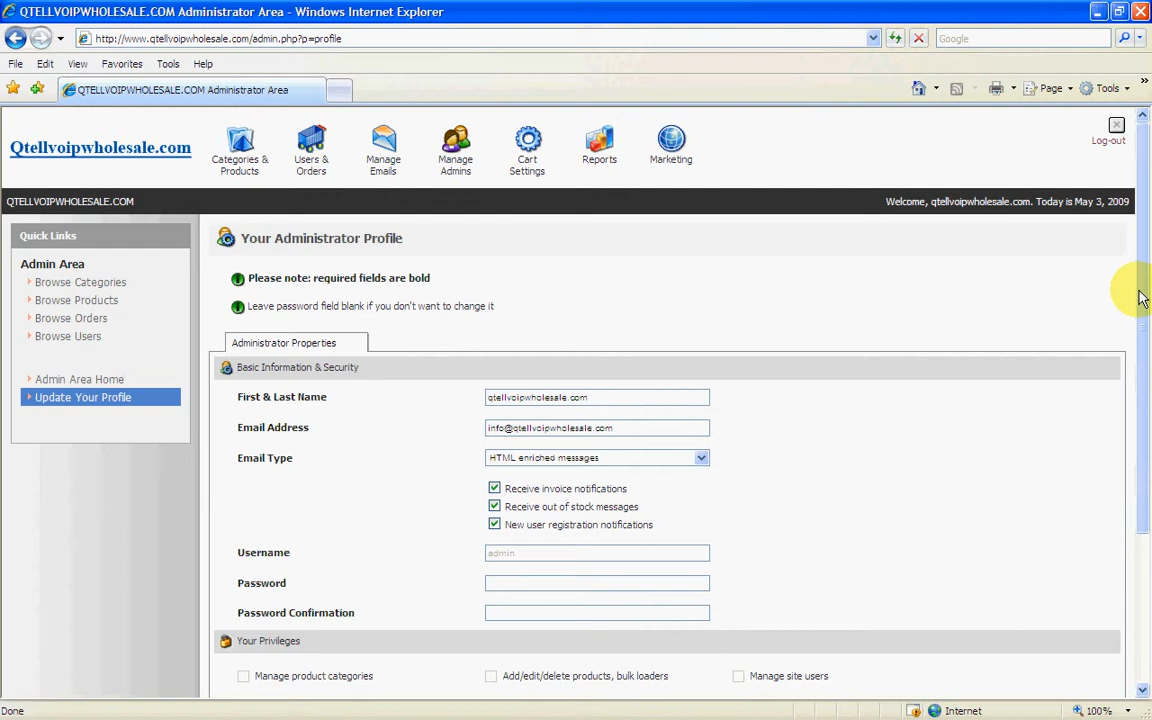 QTELLVOIPWHOLESALE.COM Administrator Area - Windows Internet Explorer
http://www.qtellvoipwholesale.com/admin.php?p=profile
Google
File Edit View Favorites Tools Help
QTELLVOIPWHOLESALE.COM Administrator Area
Page Tools
Qtellvoipwholesale.com
Categories & Products
Users & Orders
Manage Emails
Manage Admins
Cart Settings
Reports
Marketing
Log-out
QTELLVOIPWHOLESALE.COM
Welcome, qtellvoipwholesale.com. Today is May 3, 2009
Quick Links
Admin Area
Browse Categories
Browse Products
Browse Orders
Browse Users
Admin Area Home
Update Your Profile
Your Administrator Profile
Please note: required fields are bold
Leave password field blank if you don't want to change it
Administrator Properties
Basic Information & Security
First & Last Name qtellvoipwholesale.com
Email Address info@qtellvoipwholesale.com
Email Type HTML enriched messages
Receive invoice notifications
Receive out of stock messages
New user registration notifications
Username admin
Password
Password Confirmation
Your Privileges
Manage product categories Add/edit/delete products, bulk loaders Manage site users
Done Internet 100%